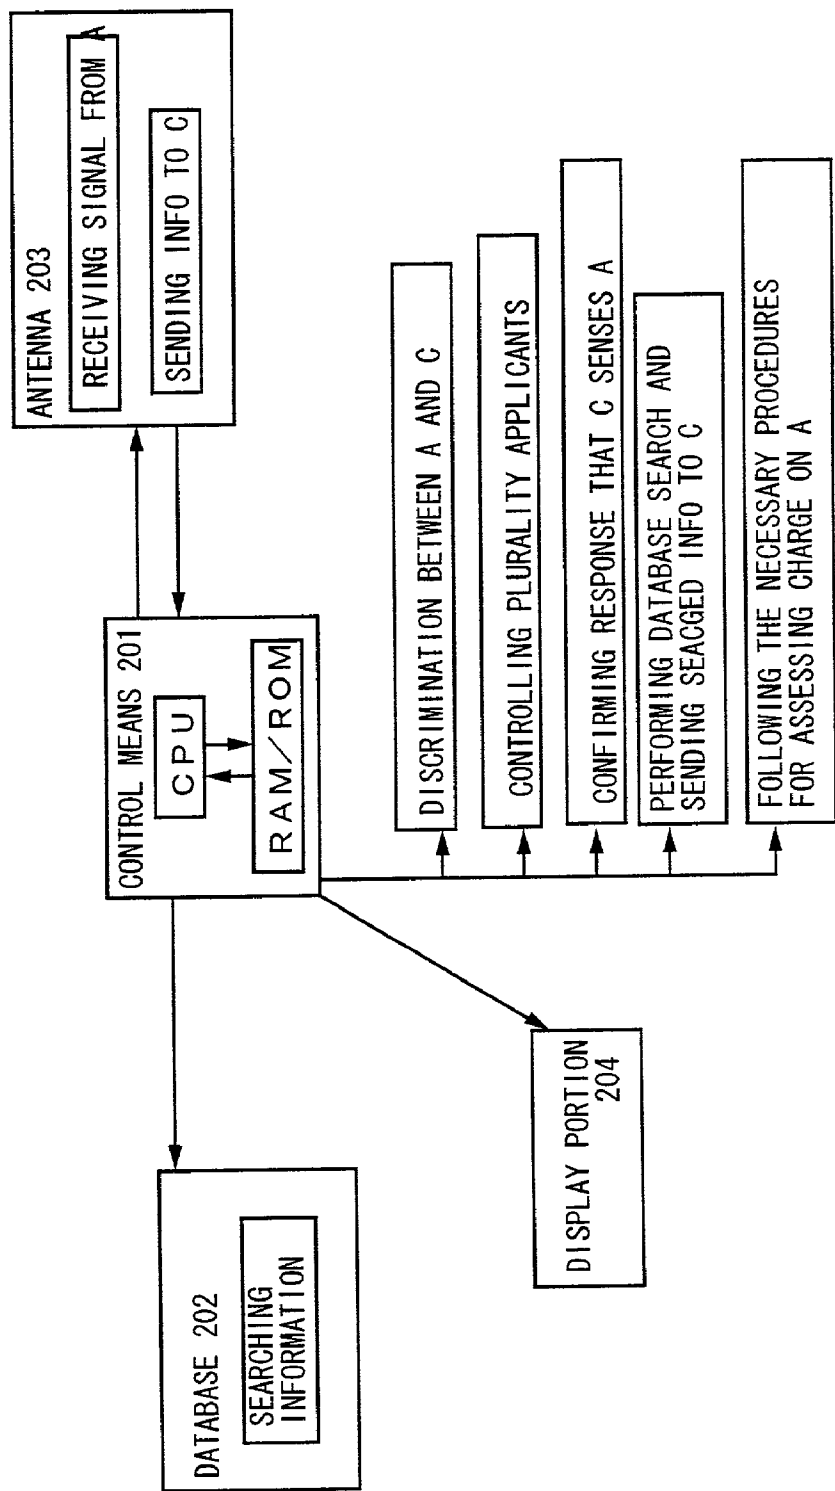 DATABASE 202
SEARCHING
INFORMATION
CONTROL MEANS 201
CPU
RAM/ROM
ANTENNA 203
RECEIVING SIGNAL FROM A
SENDING INFO TO C
DISPLAY PORTION
204
DISCRIMINATION BETWEEN A AND C
CONTROLLING PLURALITY APPLICANTS
CONFIRMING RESPONSE THAT C SENSES A
PERFORMING DATABASE SEARCH AND
SENDING SEACGED INFO TO C
FOLLOWING THE NECESSARY PROCEDURES
FOR ASSESSING CHARGE ON A